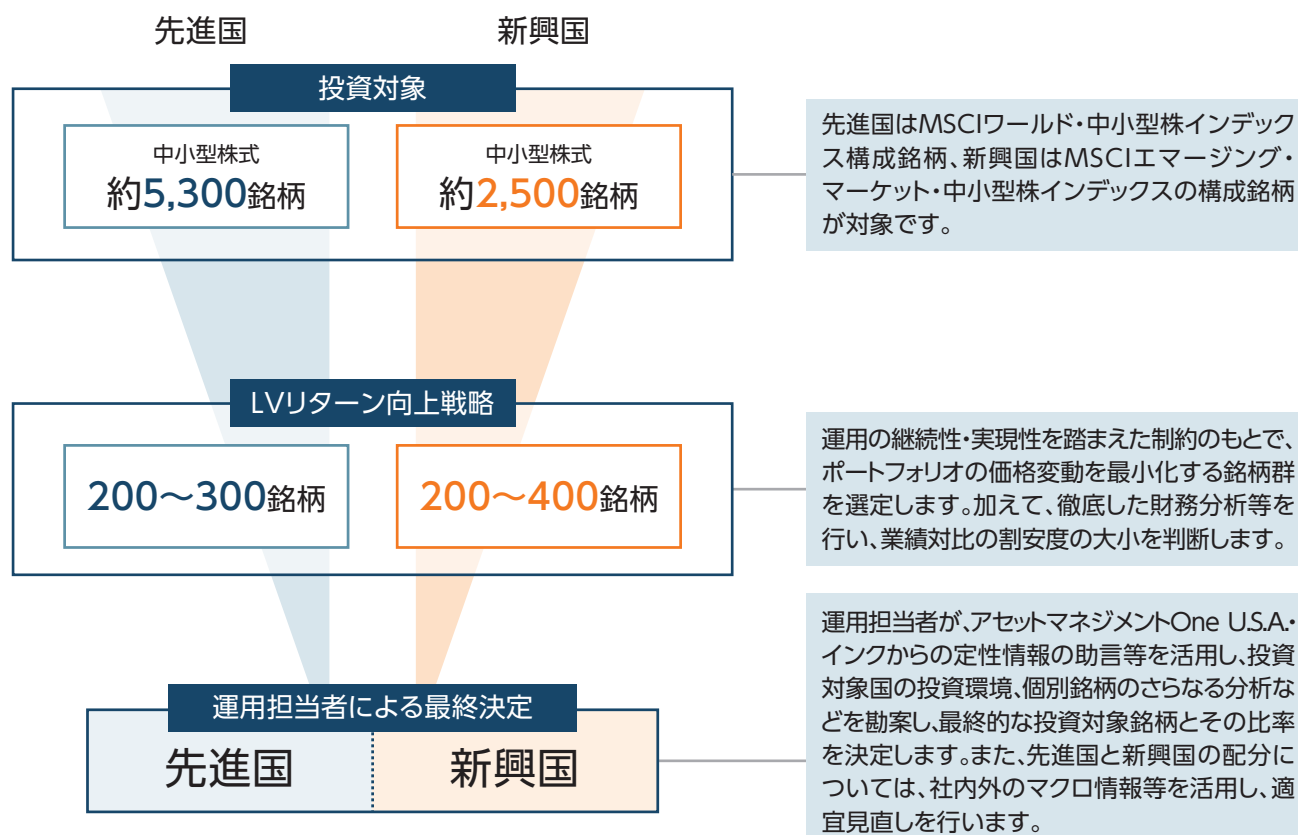 先進国
新興国
投資対象
中小型株式
約5,300銘柄
中小型株式
約2,500銘柄
先進国はMSCIワールド・中小型株インデック
ス構成銘柄、新興国はMSCIエマージング・
マーケット・中小型株インデックスの構成銘柄
が対象です。
LVリターン向上戦略
200〜300銘柄
200〜400銘柄
運用の継続性・実現性を踏まえた制約のもとで、
ポートフォリオの価格変動を最小化する銘柄群
を選定します。加えて、徹底した財務分析等を
行い、業績対比の割安度の大小を判断します。
運用担当者による最終決定
先進国
新興国
運用担当者が、アセットマネジメントOne U.S.A.・
インクからの定性情報の助言等を活用し、投資
対象国の投資環境、個別銘柄のさらなる分析な
どを勘案し、最終的な投資対象銘柄とその比率
を決定します。また、先進国と新興国の配分に
ついては、社内外のマクロ情報等を活用し、適
宜見直しを行います。